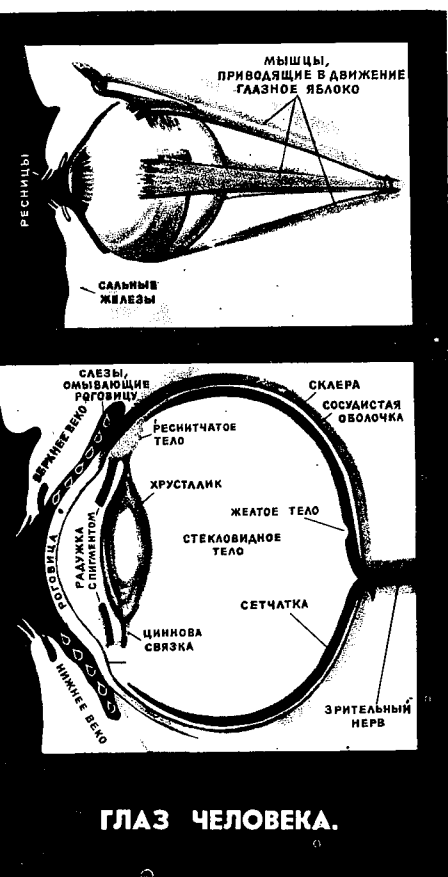 МЫШЦЫ,
ПРИВОДЯЩИЕ В ДВИЖЕНИЕ
ГЛАЗНОЕ ЯБЛОКО
РЕСНИЦЫ
САЛЬНЫЕ
ЖЕЛЕЗЫ
СЛЕЗЫ,
ОМЫВАЮЩИЕ
РОГОВИЦУ
ВЕРХНЕЕ ВЕКО
СКЛЕРА
СОСУДИСТАЯ
ОБОЛОЧКА
РЕСНИТЧАТОЕ
ТЕЛО
ХРУСТАЛИК
ЖЕЛТОЕ ТЕЛО
СТЕКЛОВИДНОЕ
ТЕЛО
РАДУЖКА
С ПИГМЕНТОМ
РОГОВИЦА
СЕТЧАТКА
ЦИННОВА
СВЯЗКА
НИЖНЕЕ ВЕКО
ЗРИТЕЛЬНЫЙ
НЕРВ
ГЛАЗ ЧЕЛОВЕКА.